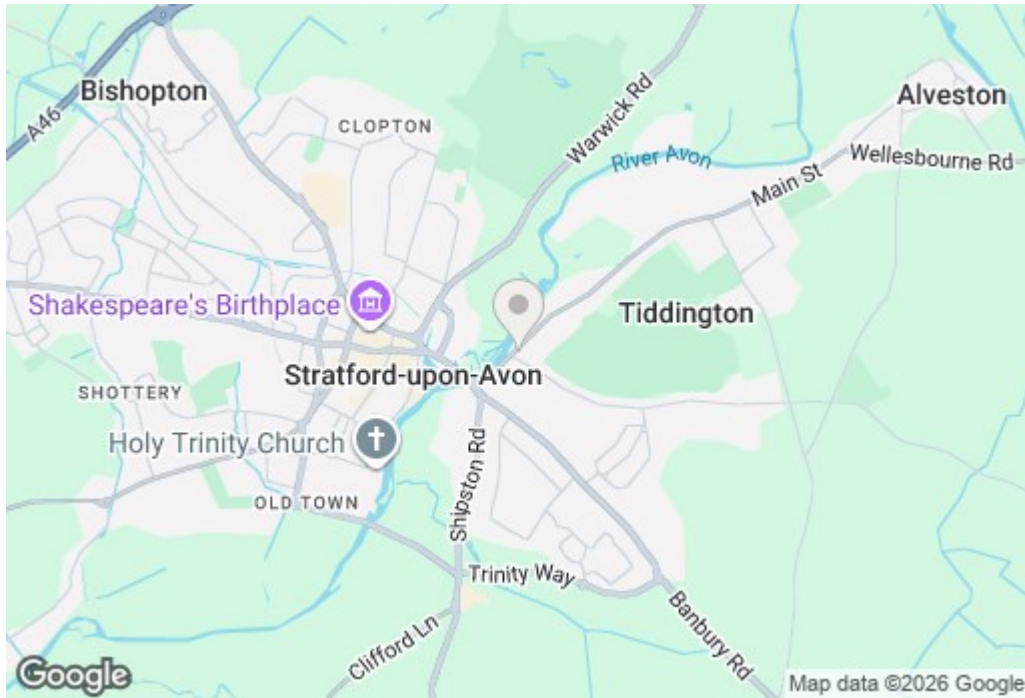 Bishopton
A46
CLOPTON
Warwick Rd
River Avon
Alveston
Wellesbourne Rd
Main St
Shakespeare's Birthplace
Tiddington
Stratford-upon-Avon
SHOTTERY
Holy Trinity Church
OLD TOWN
Shipston Rd
Trinity Way
Banbury Rd
Clifford Ln
Google
Map data ©2026 Google